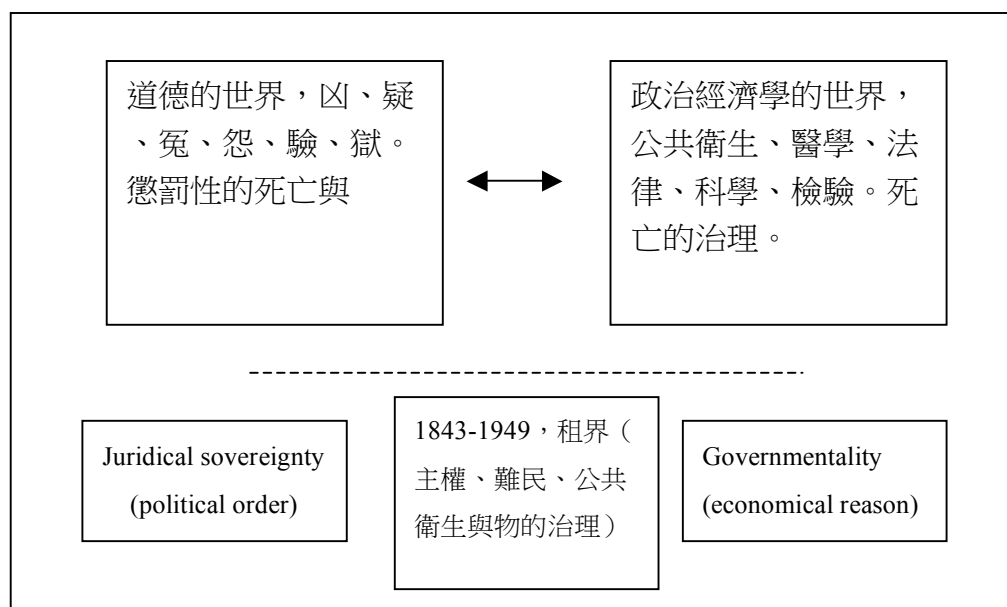 道德的世界，凶、疑
、冤、怨、驗、獄。
懲罰性的死亡與
政治經濟學的世界，
公共衛生、醫學、法
律、科學、檢驗。死
亡的治理。
Juridical sovereignty
(political order)
1843-1949，租界（
主權、難民、公共
衛生與物的治理）
Governmentality
(economical reason)